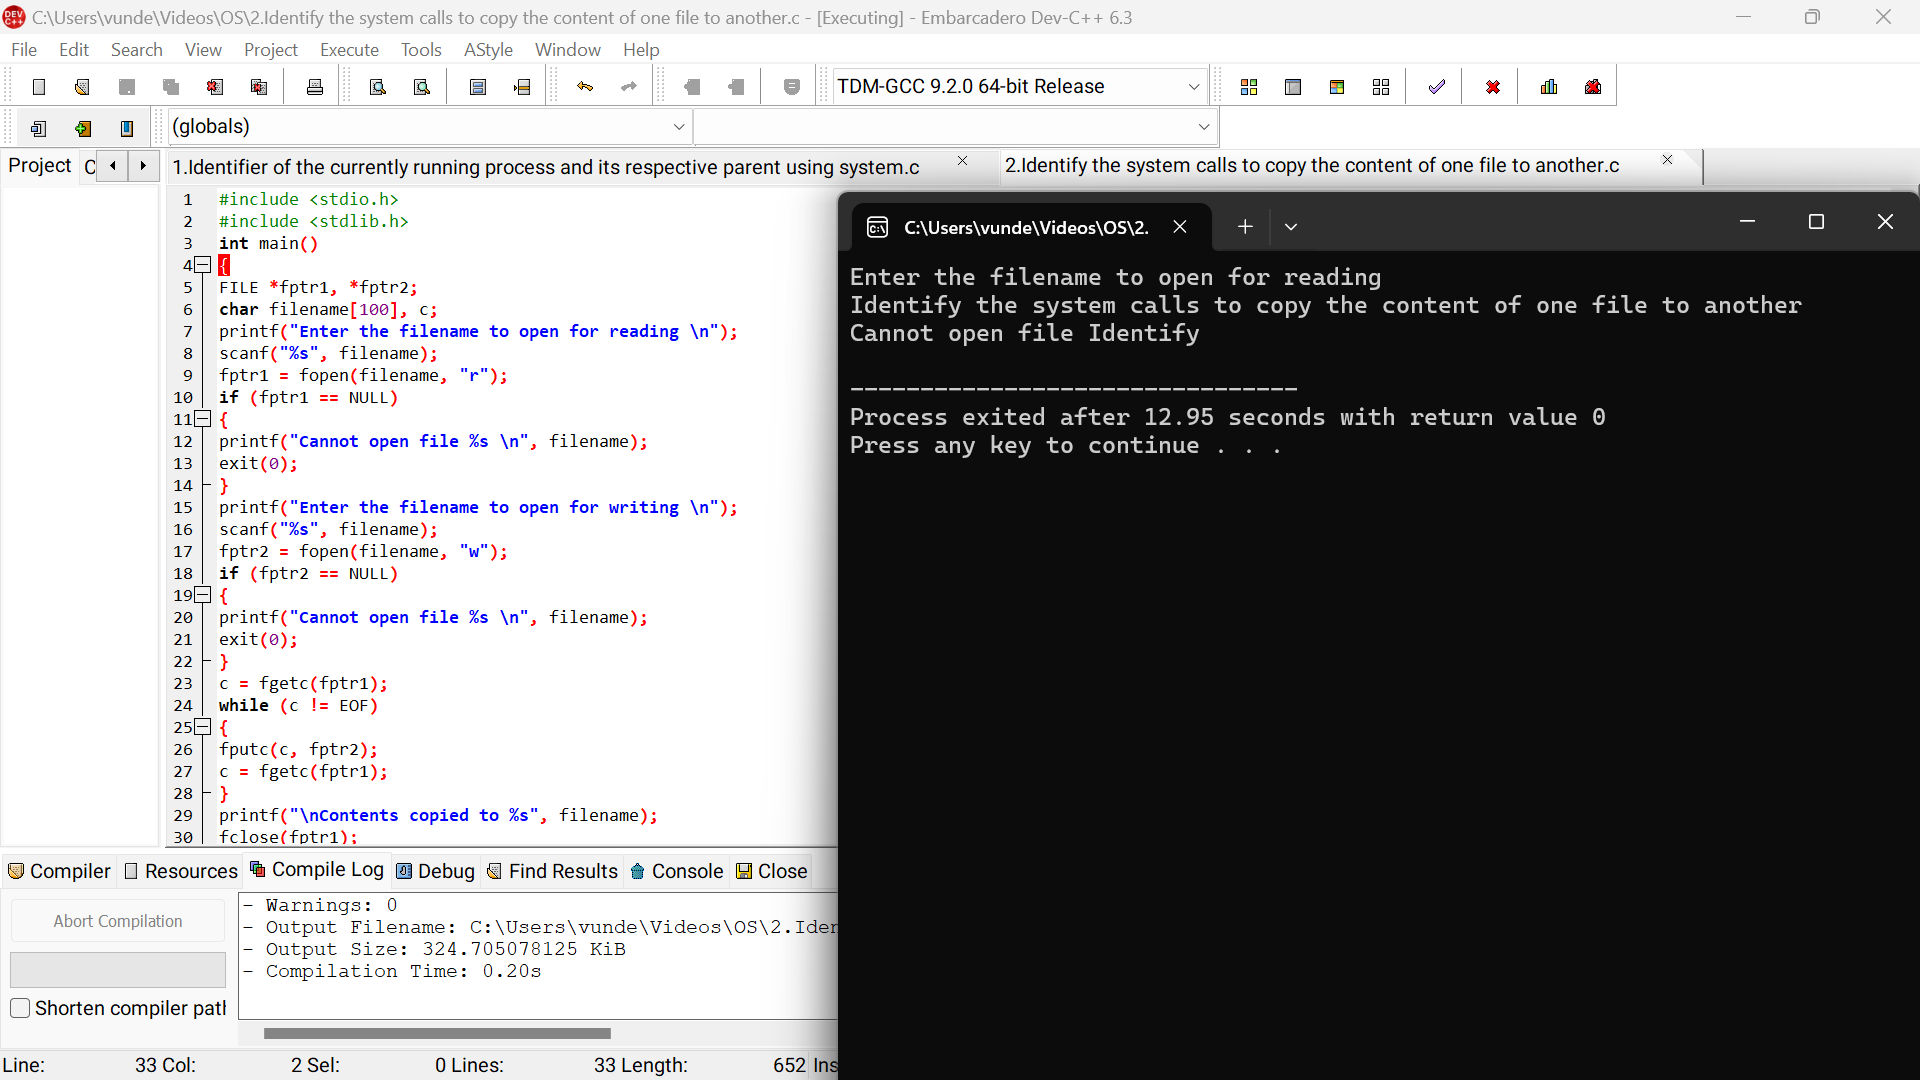 C:\Users\vunde\Videos\OS\2.Identify the system calls to copy the content of one file to another.c - [Executing] - Embarcadero Dev-C++ 6.3
File Edit Search View Project Execute Tools AStyle Window Help
TDM-GCC 9.2.0 64-bit Release
(globals)
Project
1.Identifier of the currently running process and its respective parent using system.c
2.Identify the system calls to copy the content of one file to another.c
1 #include <stdio.h>
2 #include <stdlib.h>
3 int main()
4 {
5 FILE *fptr1, *fptr2;
6 char filename[100], c;
7 printf("Enter the filename to open for reading \n");
8 scanf("%s", filename);
9 fptr1 = fopen(filename, "r");
10 if (fptr1 == NULL)
11 {
12 printf("Cannot open file %s \n", filename);
13 exit(0);
14 }
15 printf("Enter the filename to open for writing \n");
16 scanf("%s", filename);
17 fptr2 = fopen(filename, "w");
18 if (fptr2 == NULL)
19 {
20 printf("Cannot open file %s \n", filename);
21 exit(0);
22 }
23 c = fgetc(fptr1);
24 while (c != EOF)
25 {
26 fputc(c, fptr2);
27 c = fgetc(fptr1);
28 }
29 printf("\nContents copied to %s", filename);
30 fclose(fptr1);
C:\Users\vunde\Videos\OS\2.
Enter the filename to open for reading
Identify the system calls to copy the content of one file to another
Cannot open file Identify
--------------------------------
Process exited after 12.95 seconds with return value 0
Press any key to continue . . .
Compiler Resources Compile Log Debug Find Results Console Close
Abort Compilation
Shorten compiler path
- Warnings: 0
- Output Filename: C:\Users\vunde\Videos\OS\2.Iden
- Output Size: 324.705078125 KiB
- Compilation Time: 0.20s
Line: 33 Col: 2 Sel: 0 Lines: 33 Length: 652 Ins